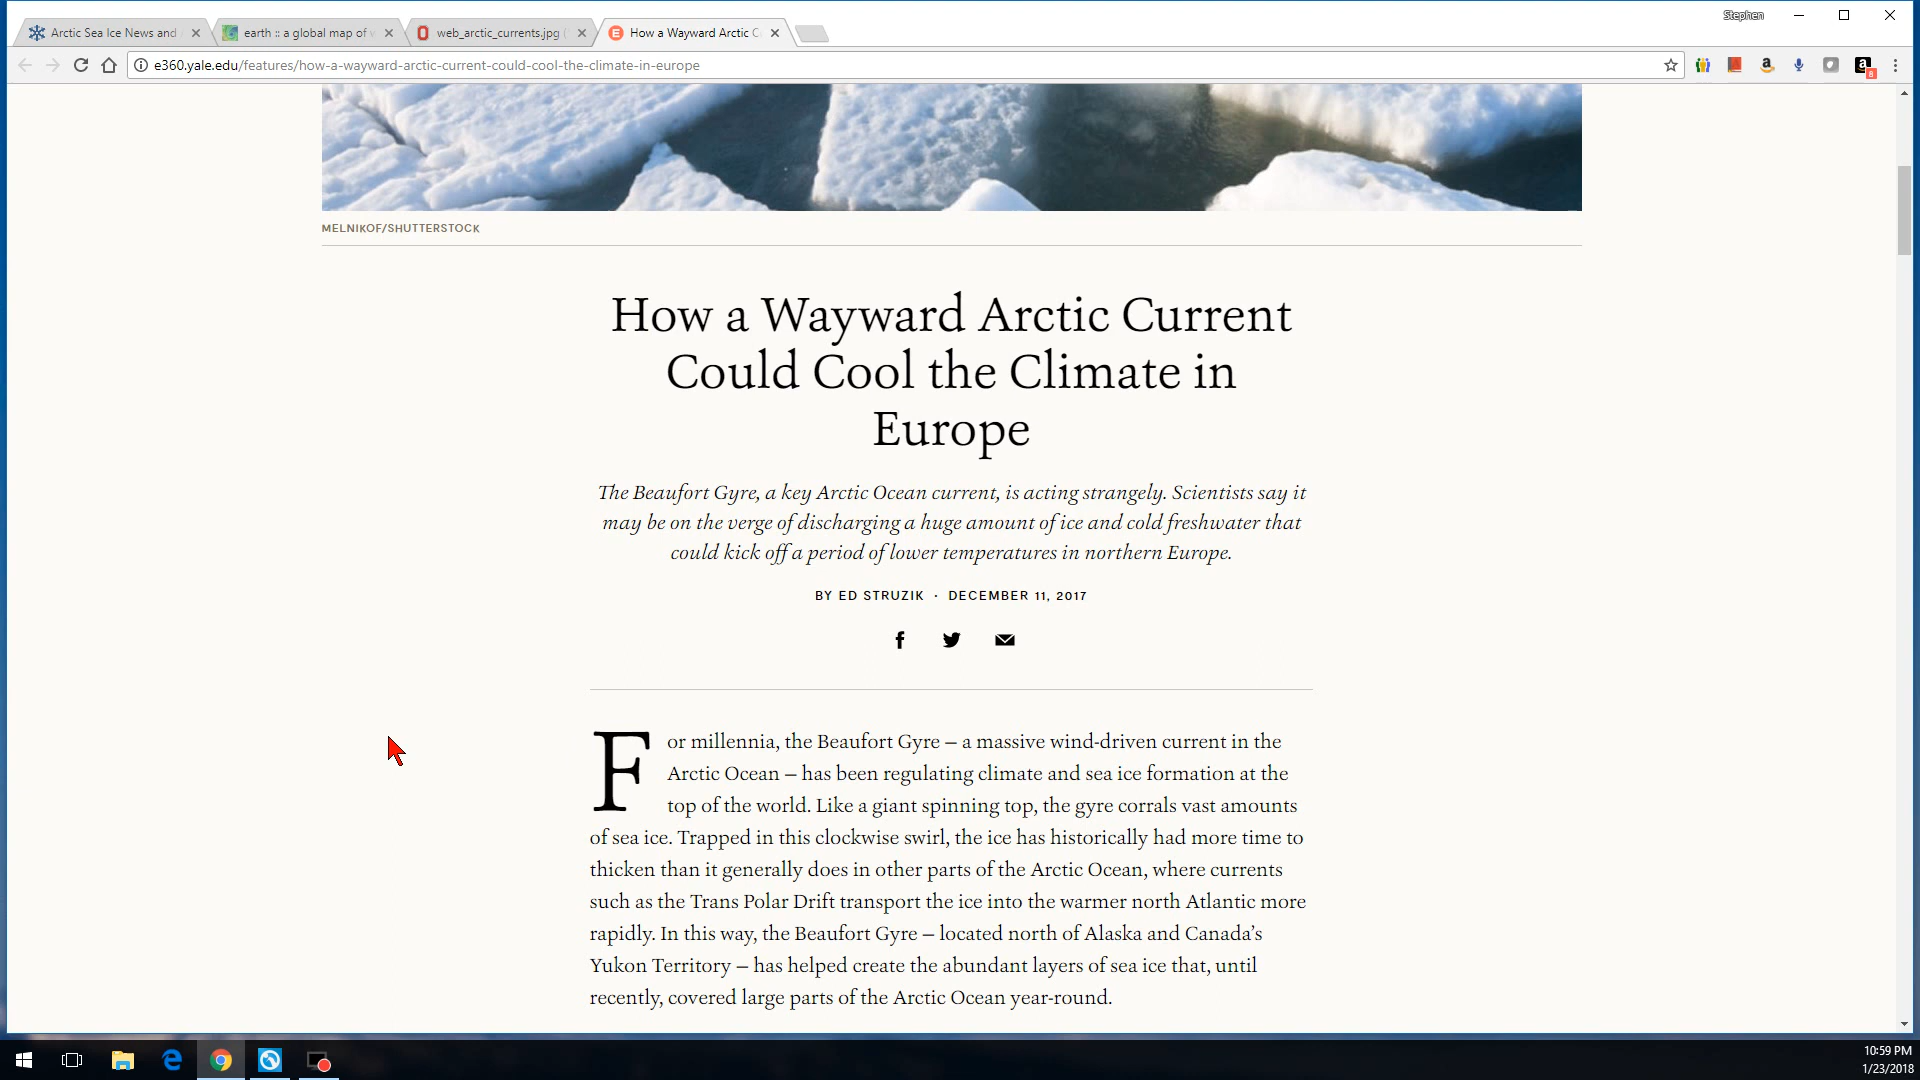 Stephen
Arctic Sea Ice News and
earth :: a global map of
web_arctic_currents.jpg
How a Wayward Arctic C
e360.yale.edu/features/how-a-wayward-arctic-current-could-cool-the-climate-in-europe
8
MELNIKOF/SHUTTERSTOCK
How a Wayward Arctic Current
Could Cool the Climate in
Europe
The Beaufort Gyre, a key Arctic Ocean current, is acting strangely. Scientists say it
may be on the verge of discharging a huge amount of ice and cold freshwater that
could kick off a period of lower temperatures in northern Europe.
BY ED STRUZIK · DECEMBER 11, 2017
For millennia, the Beaufort Gyre – a massive wind-driven current in the
Arctic Ocean – has been regulating climate and sea ice formation at the
top of the world. Like a giant spinning top, the gyre corrals vast amounts
of sea ice. Trapped in this clockwise swirl, the ice has historically had more time to
thicken than it generally does in other parts of the Arctic Ocean, where currents
such as the Trans Polar Drift transport the ice into the warmer north Atlantic more
rapidly. In this way, the Beaufort Gyre – located north of Alaska and Canada’s
Yukon Territory – has helped create the abundant layers of sea ice that, until
recently, covered large parts of the Arctic Ocean year-round.
10:59 PM
1/23/2018